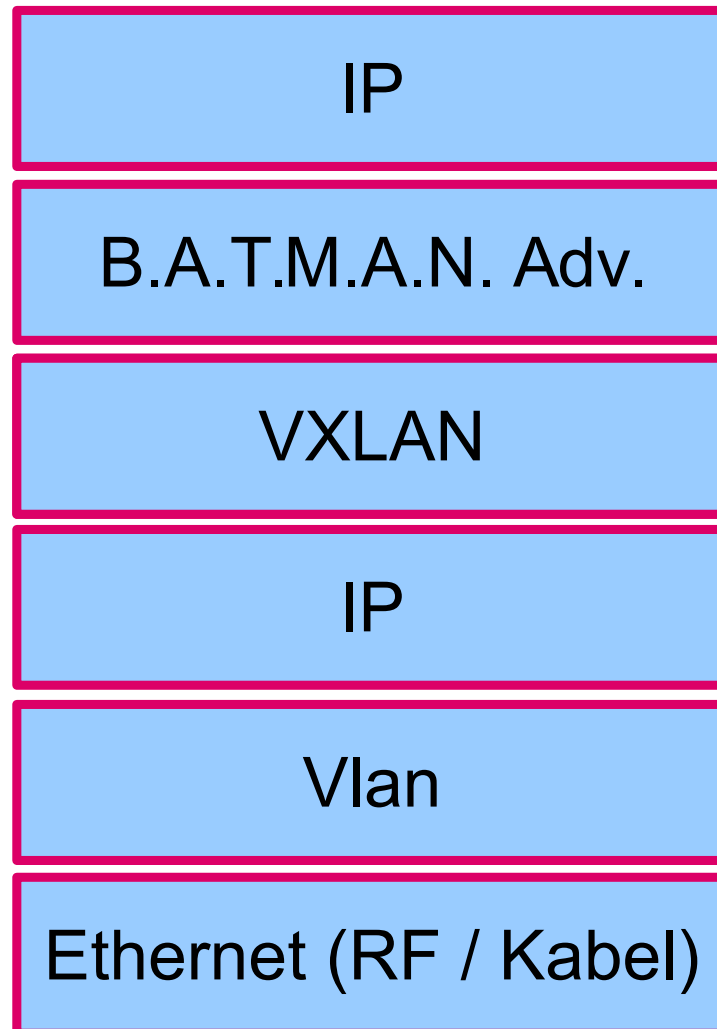 IP
B.A.T.M.A.N. Adv.
VXLAN
IP
Vlan
Ethernet (RF / Kabel)